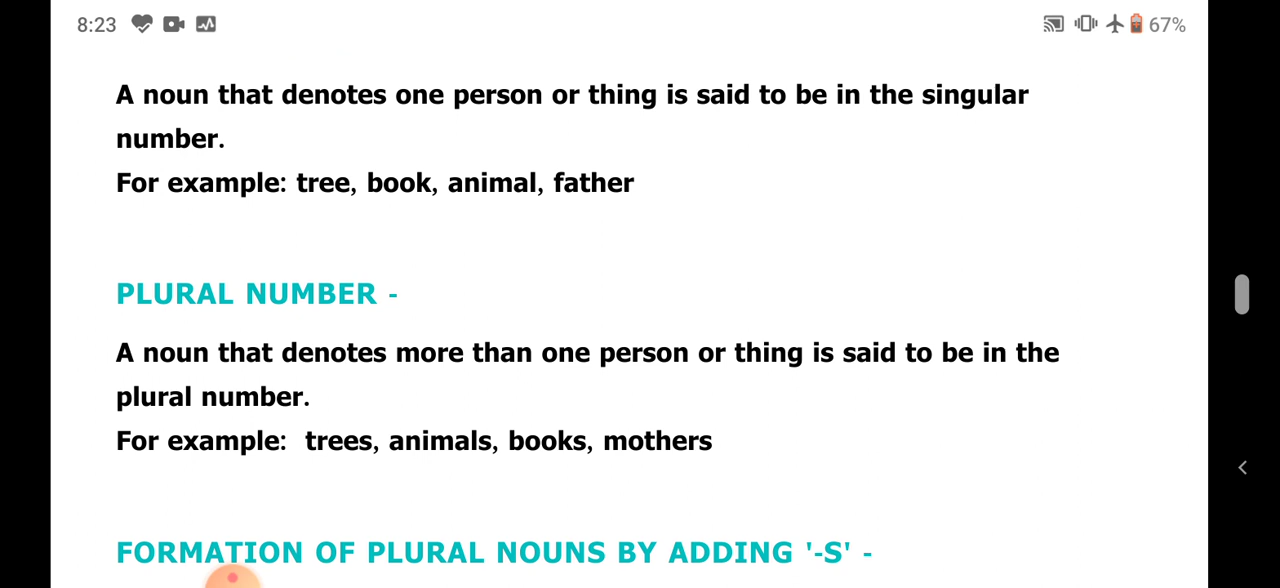 8:23 67%
A noun that denotes one person or thing is said to be in the singular
number.
For example: tree, book, animal, father
PLURAL NUMBER -
A noun that denotes more than one person or thing is said to be in the
plural number.
For example:  trees, animals, books, mothers
FORMATION OF PLURAL NOUNS BY ADDING '-S' -